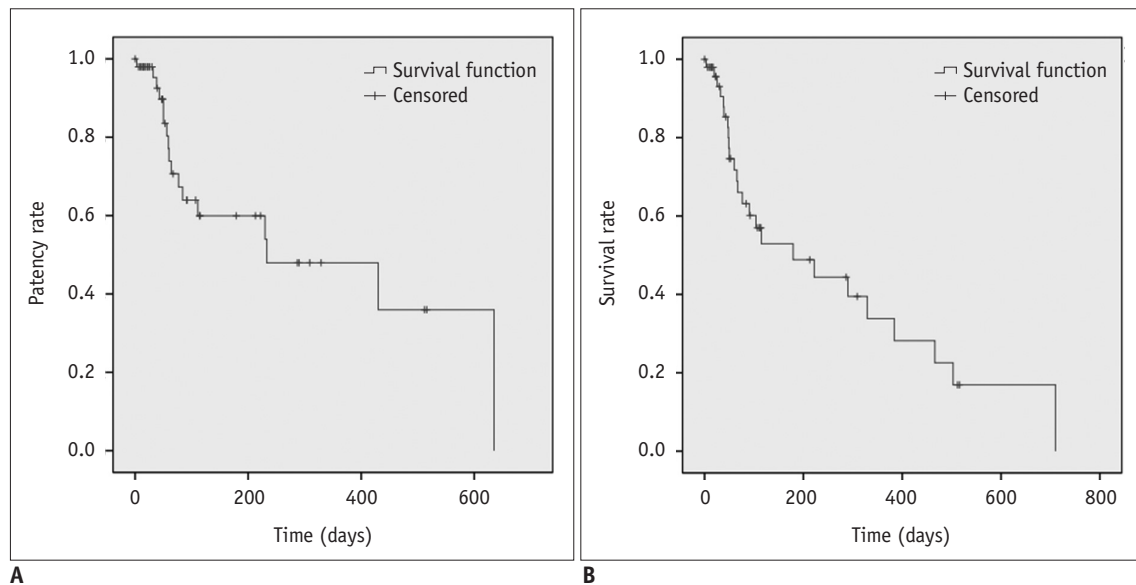 1.0
0.8
0.6
0.4
0.2
0.0
Patency rate
Survival function
Censored
0 200 400 600
Time (days)
A
1.0
0.8
0.6
0.4
0.2
0.0
Survival rate
Survival function
Censored
0 200 400 600 800
Time (days)
B